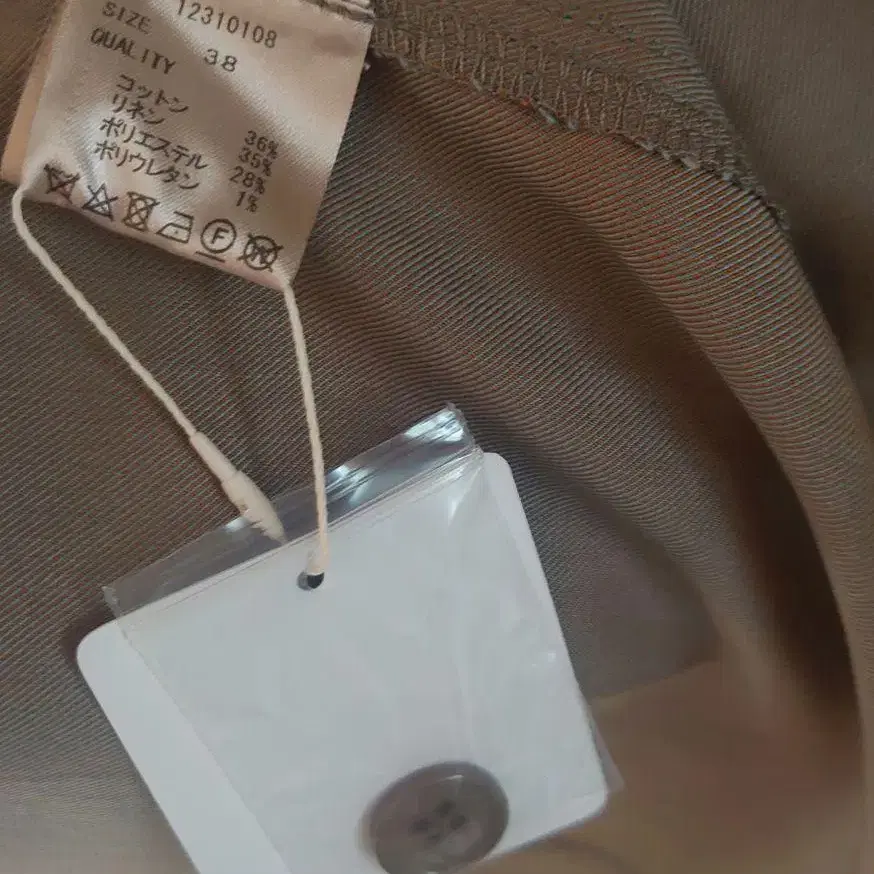 12310108
SIZE 38
QUALITY
コットン 36%
リネン 35%
ポリエステル 28%
ポリウレタン 1%
F W